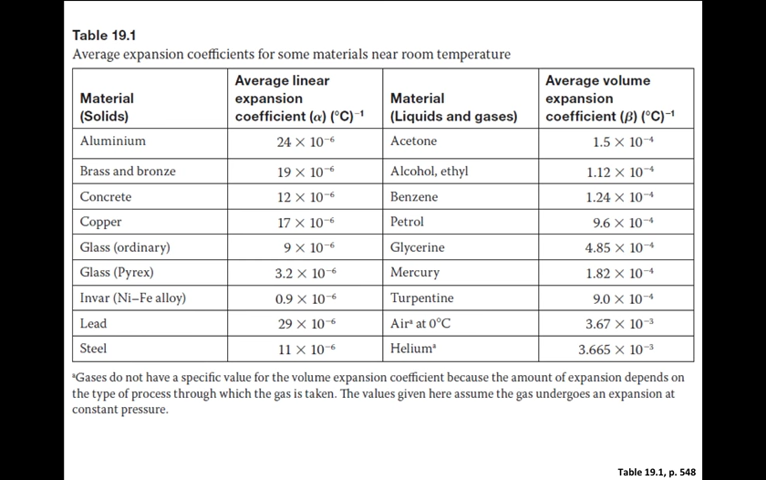 Table 19.1
Average expansion coefficients for some materials near room temperature
Material (Solids) Average linear expansion coefficient (α) (°C)⁻¹ Material (Liquids and gases) Average volume expansion coefficient (β) (°C)⁻¹
Aluminium 24 × 10⁻⁶ Acetone 1.5 × 10⁻⁴
Brass and bronze 19 × 10⁻⁶ Alcohol, ethyl 1.12 × 10⁻⁴
Concrete 12 × 10⁻⁶ Benzene 1.24 × 10⁻⁴
Copper 17 × 10⁻⁶ Petrol 9.6 × 10⁻⁴
Glass (ordinary) 9 × 10⁻⁶ Glycerine 4.85 × 10⁻⁴
Glass (Pyrex) 3.2 × 10⁻⁶ Mercury 1.82 × 10⁻⁴
Invar (Ni–Fe alloy) 0.9 × 10⁻⁶ Turpentine 9.0 × 10⁻⁴
Lead 29 × 10⁻⁶ Airᵃ at 0°C 3.67 × 10⁻³
Steel 11 × 10⁻⁶ Heliumᵃ 3.665 × 10⁻³
ᵃGases do not have a specific value for the volume expansion coefficient because the amount of expansion depends on
the type of process through which the gas is taken. The values given here assume the gas undergoes an expansion at
constant pressure.
Table 19.1, p. 548